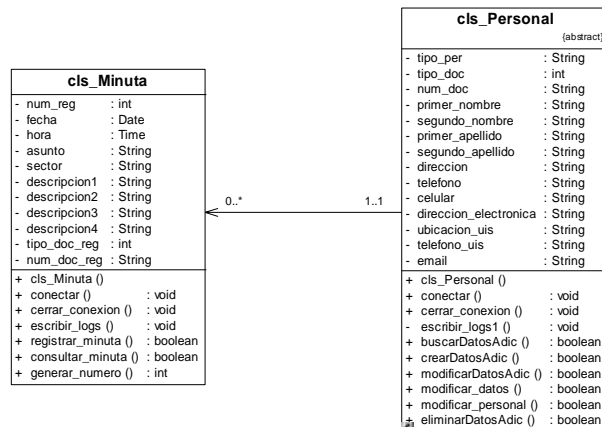 cls_Minuta
- num_reg : int
- fecha : Date
- hora : Time
- asunto : String
- sector : String
- descripcion1 : String
- descripcion2 : String
- descripcion3 : String
- descripcion4 : String
- tipo_doc_reg : int
- num_doc_reg : String
+ cls_Minuta ()
+ conectar () : void
+ cerrar_conexion () : void
+ escribir_logs () : void
+ registrar_minuta () : boolean
+ consultar_minuta () : boolean
+ generar_numero () : int
0..*
1..1
cls_Personal
{abstract}
- tipo_per : String
- tipo_doc : int
- num_doc : String
- primer_nombre : String
- segundo_nombre : String
- primer_apellido : String
- segundo_apellido : String
- direccion : String
- telefono : String
- celular : String
- direccion_electronica : String
- ubicacion_uis : String
- telefono_uis : String
- email : String
+ cls_Personal ()
+ conectar () : void
+ cerrar_conexion () : void
- escribir_logs1 () : void
+ buscarDatosAdic () : boolean
+ crearDatosAdic () : boolean
+ modificarDatosAdic () : boolean
+ modificar_datos () : boolean
+ modificar_personal () : boolean
+ eliminarDatosAdic () : boolean